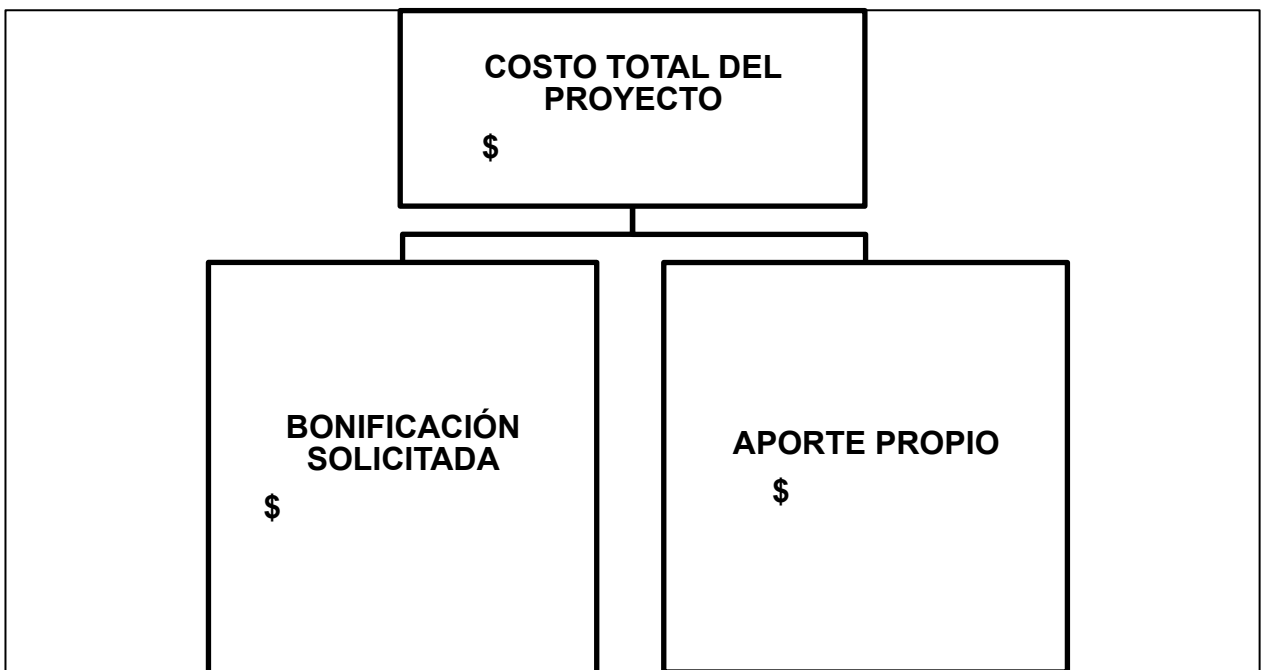 COSTO TOTAL DEL
PROYECTO
$
BONIFICACIÓN
SOLICITADA
$
APORTE PROPIO
$